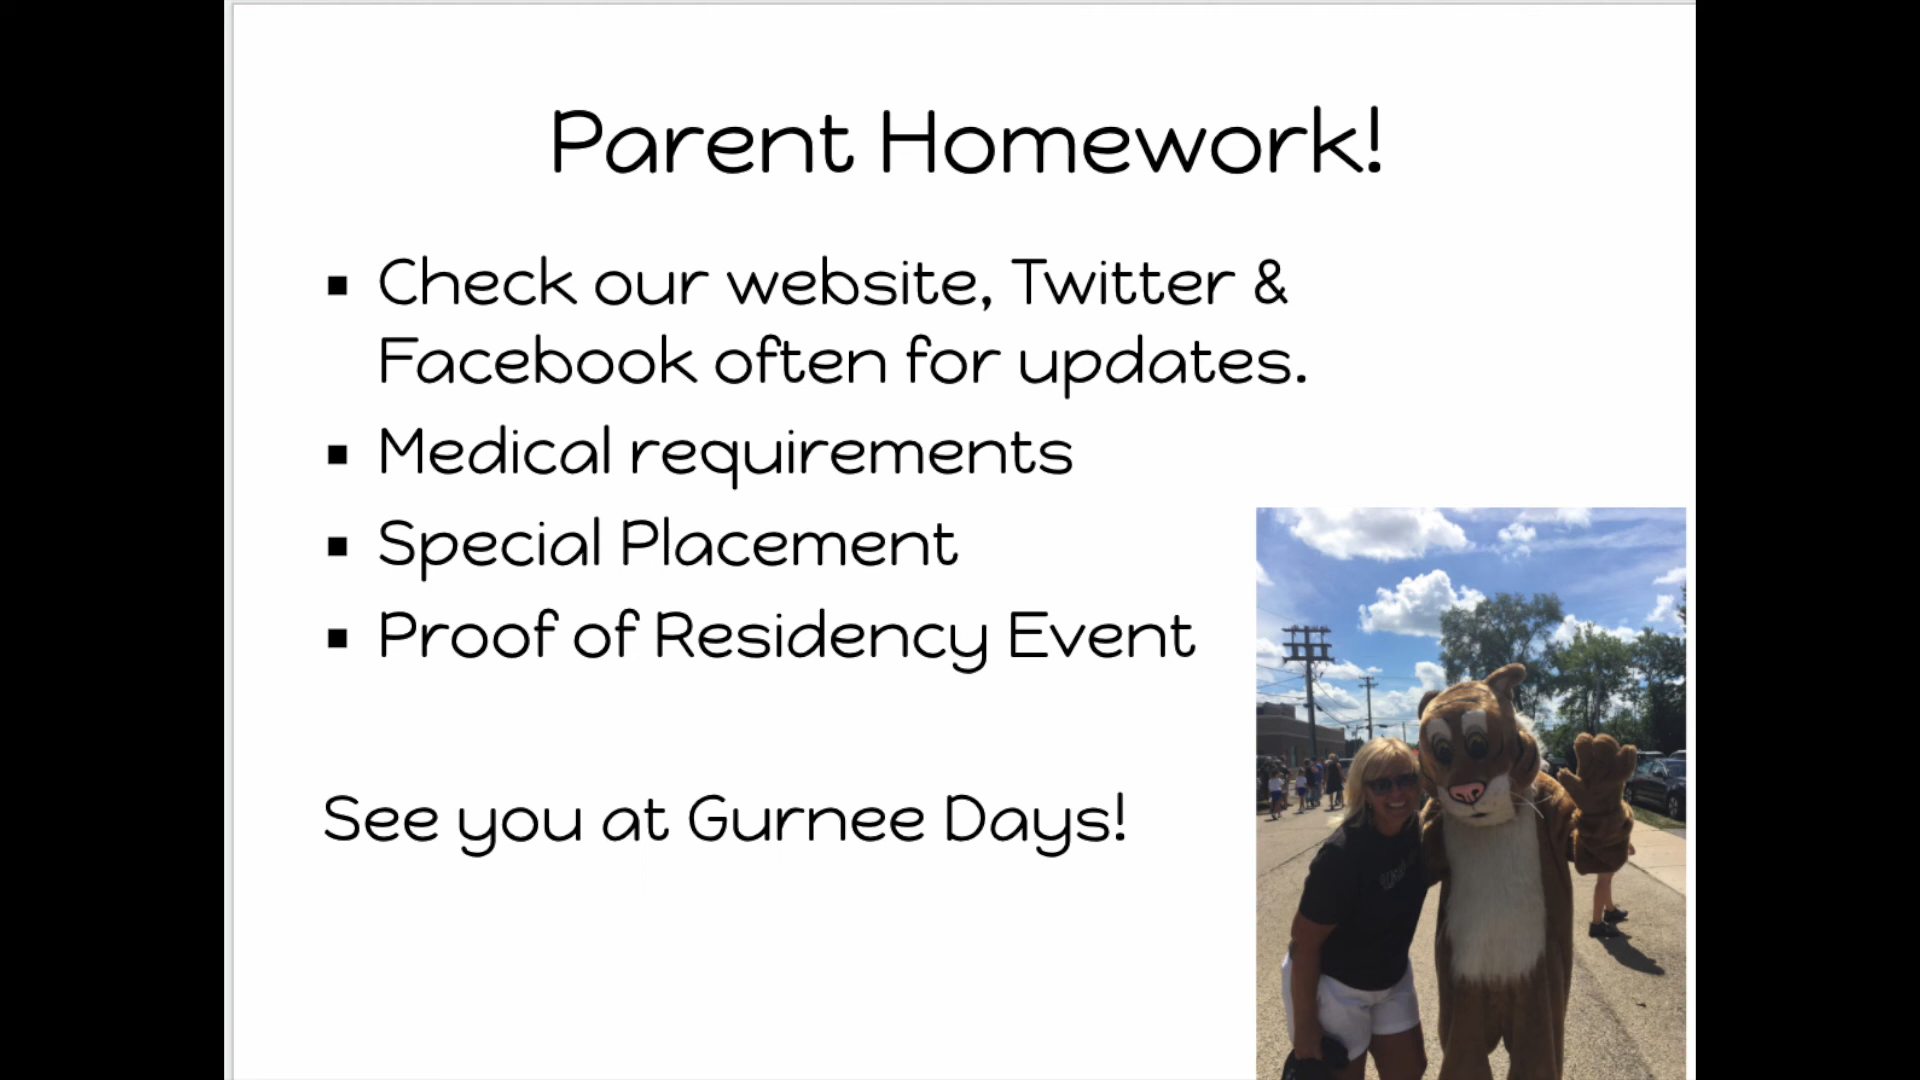 Parent Homework!
▪ Check our website, Twitter &
Facebook often for updates.
▪ Medical requirements
▪ Special Placement
▪ Proof of Residency Event
See you at Gurnee Days!